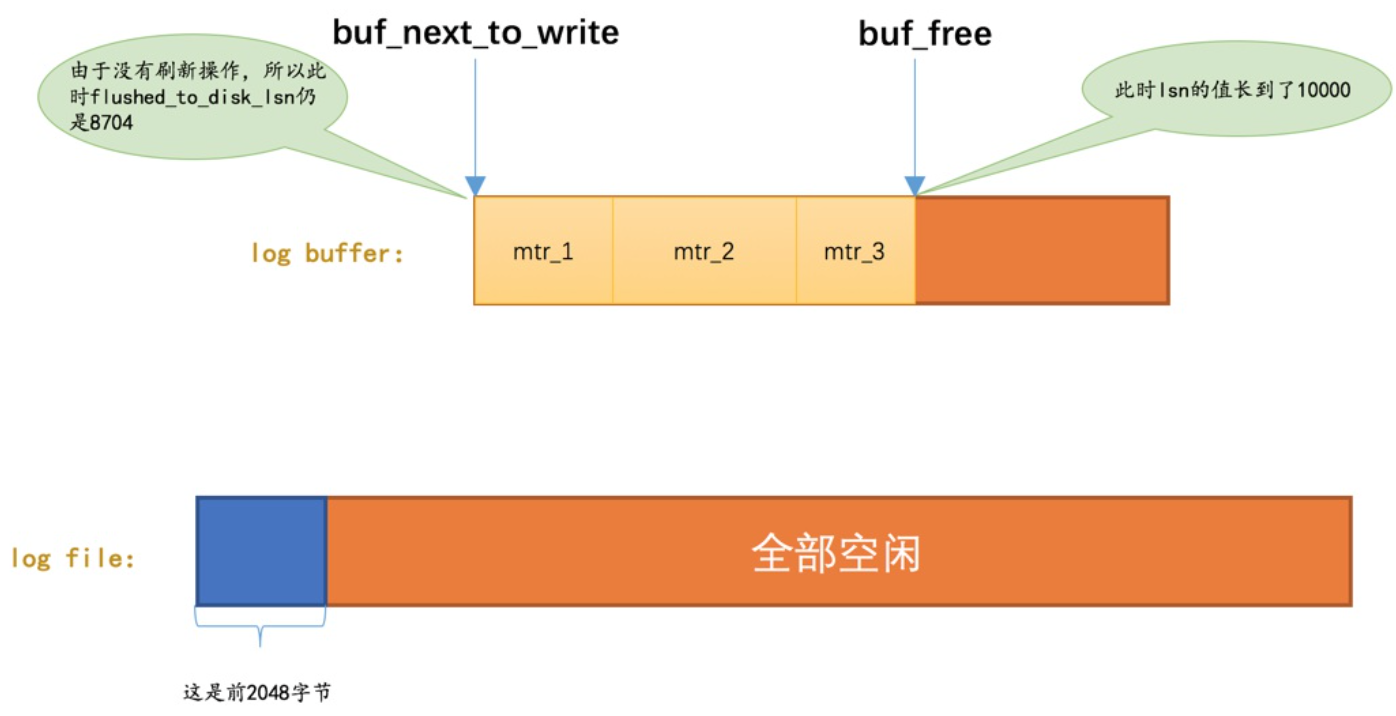 buf_next_to_write
buf_free
由于没有刷新操作，所以此
时flushed_to_disk_lsn仍
是8704
此时lsn的值长到了10000
log buffer:
mtr_1
mtr_2
mtr_3
log file:
全部空闲
这是前2048字节